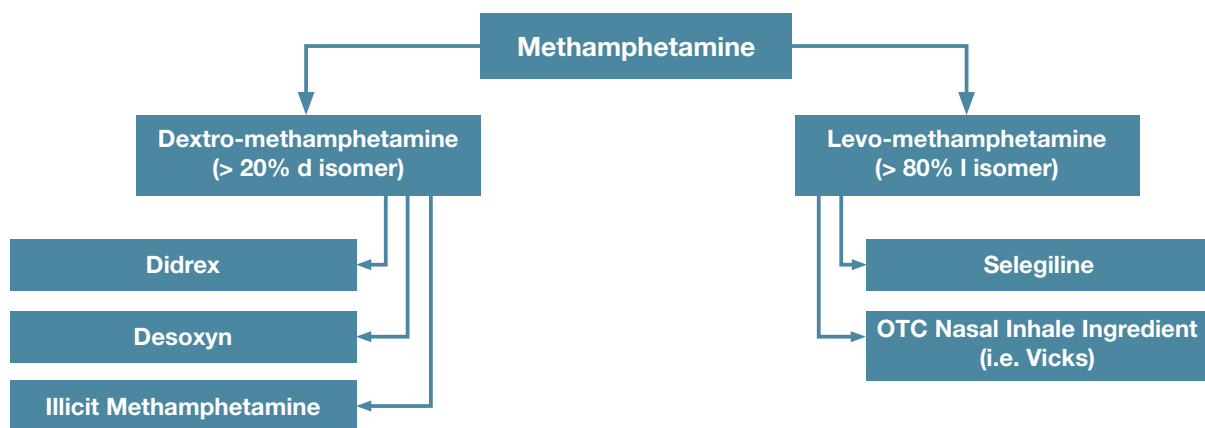 Methamphetamine
Dextro-methamphetamine
(> 20% d isomer)
Levo-methamphetamine
(> 80% l isomer)
Didrex
Desoxyn
Illicit Methamphetamine
Selegiline
OTC Nasal Inhale Ingredient
(i.e. Vicks)